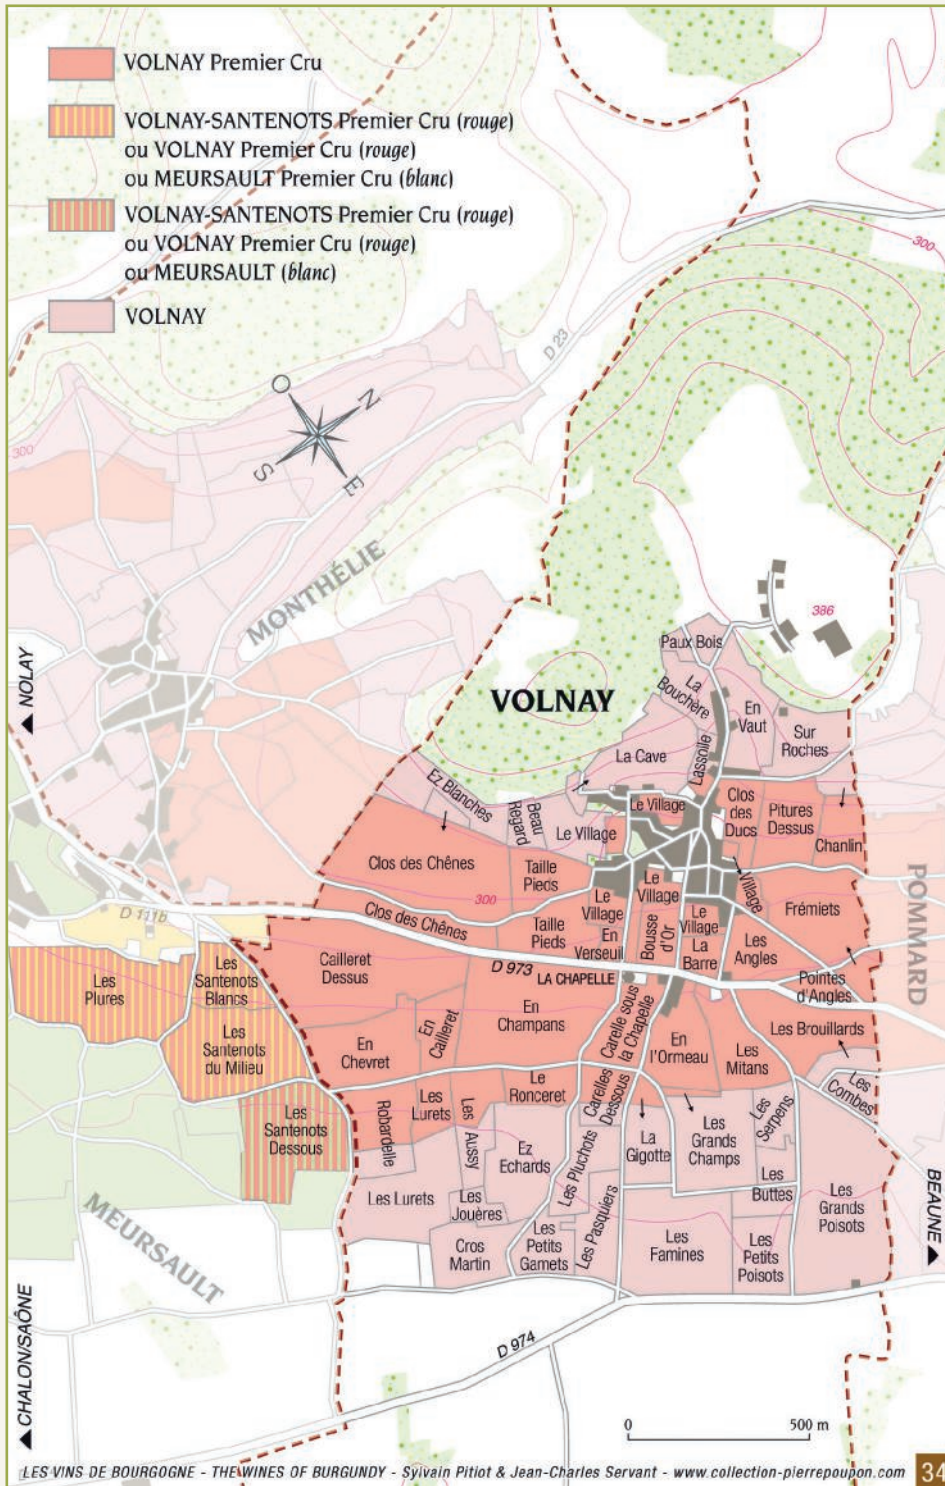 VOLNAY Premier Cru
VOLNAY-SANTENOTS Premier Cru (rouge)
ou VOLNAY Premier Cru (rouge)
ou MEURSAULT Premier Cru (blanc)
VOLNAY-SANTENOTS Premier Cru (rouge)
ou VOLNAY Premier Cru (rouge)
ou MEURSAULT (blanc)
VOLNAY
300
D 23
O
N
S
E
300
MONTHÉLIE
386
NOLAY
VOLNAY
Paux Bois
La
Bouchère
En
Vaut
Sur
Roches
La Cave
Lassolle
Ez Blanches
Beau
Regard
Le Village
Le Village
Clos
des
Ducs
Pitures
Dessus
Chanlin
Clos des Chênes
Taille
Pieds
Le
Village
Village
POMMARD
300
Le
Village
Frémiets
Clos des Chênes
Taille
Pieds
En
Verseuil
Bousse
d'Or
Le
Village
La
Barre
Les
Angles
D 111b
Cailleret
Dessus
D 973
LA CHAPELLE
Pointes
d'Angles
Les
Plures
Les
Santenots
Blancs
En
Champans
Carelle sous
la Chapelle
Les Brouillards
En
Chevret
En
Cailleret
En
l'Ormeau
Les
Mitans
Les
Santenots
du Milieu
Le
Ronceret
Carelles
Dessous
Les
Combes
Robardelle
Les
Lurets
Les
Aussy
Les
Serpens
Les
Santenots
Dessous
Ez
Echards
Les Pluchots
La
Gigotte
Les
Grands
Champs
Les Lurets
Les
Jouères
Les Pasquiers
Les
Buttes
Les
Grands
Poisots
BEAUNE
MEURSAULT
Cros
Martin
Les
Petits
Gamets
Les
Famines
Les
Petits
Poisots
CHALON/SAÔNE
D 974
0 500 m
LES VINS DE BOURGOGNE - THE WINES OF BURGUNDY - Sylvain Pitiot & Jean-Charles Servant - www.collection-pierrepoupon.com
34